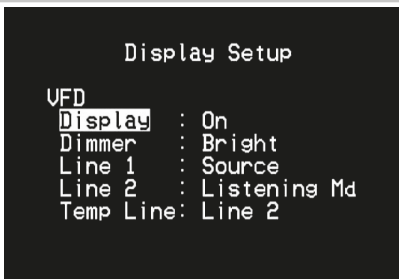 Display Setup
VFD
Display : On
Dimmer : Bright
Line 1 : Source
Line 2 : Listening Md
Temp Line: Line 2